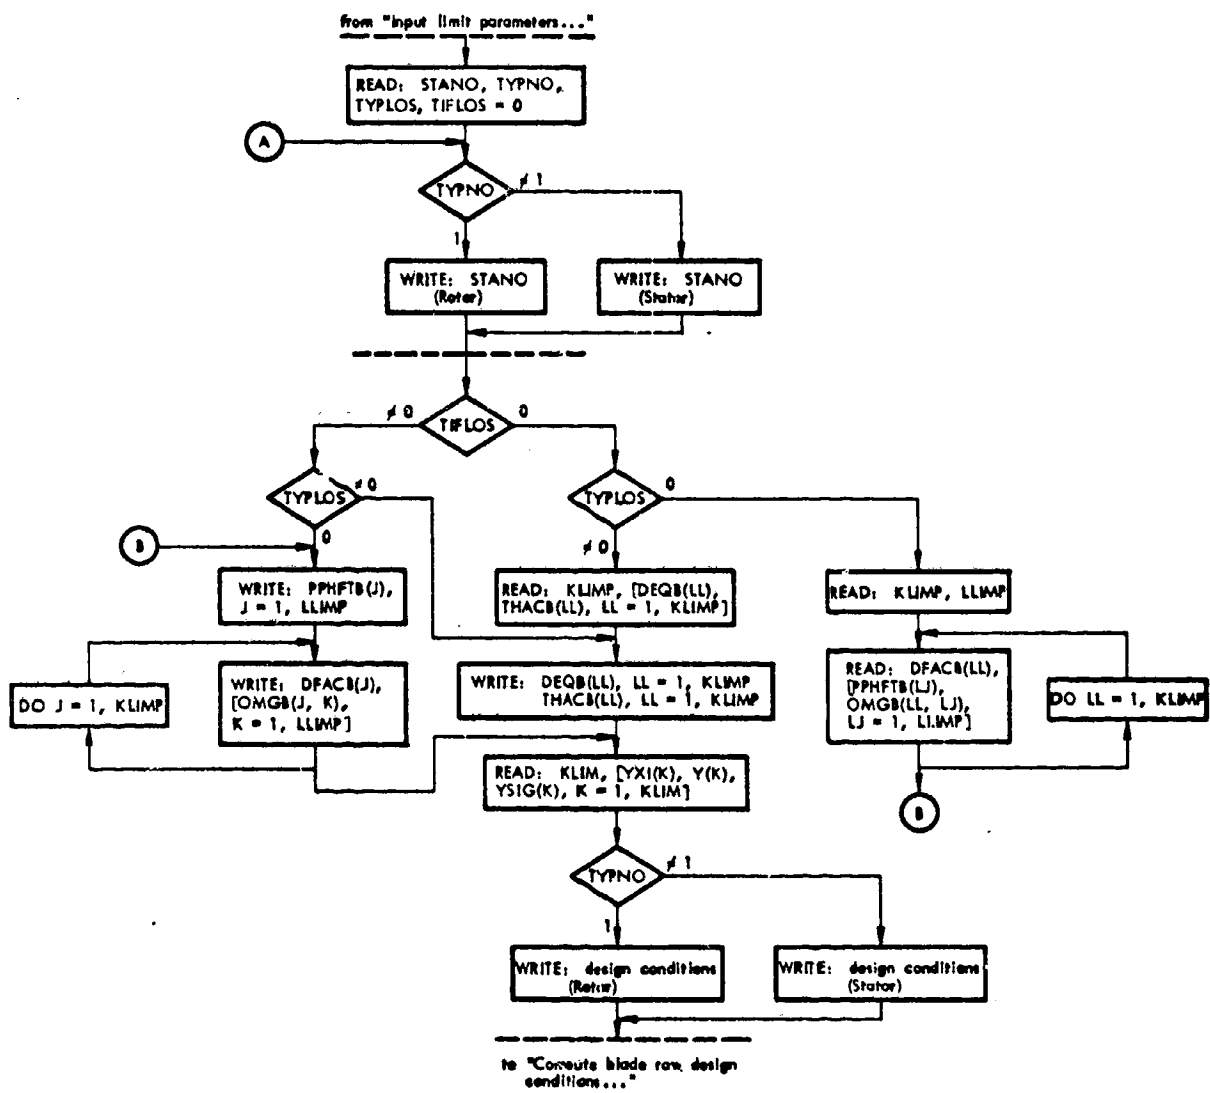 from "Input limit parameters..."
READ: STANO, TYPNO,
TYPLOS, TIFLOS = 0
A
TYPNO
≠ 1
1
WRITE: STANO
(Rotor)
WRITE: STANO
(Stator)
TIFLOS
≠ 0
0
TYPLOS
≠ 0
0
TYPLOS
0
≠ 0
B
WRITE: PPHFTB(J),
J = 1, LLIMP
READ: KLIMP, [DEQB(LL),
THACB(LL), LL = 1, KLIMP]
READ: KLIMP, LLIMP
DO J = 1, KLIMP
WRITE: DFACB(J),
[OMGB(J, K),
K = 1, LLIMP]
WRITE: DEQB(LL), LL = 1, KLIMP
THACB(LL), LL = 1, KLIMP
READ: DFACB(LL),
[PPHFTB(LJ),
OMGB(LL, LJ),
LJ = 1, LLIMP]
DO LL = 1, KLIMP
READ: KLIM, [YXI(K), Y(K),
YSIG(K), K = 1, KLIM]
B
TYPNO
≠ 1
1
WRITE: design conditions
(Rotor)
WRITE: design conditions
(Stator)
to "Compute blade row design
conditions..."